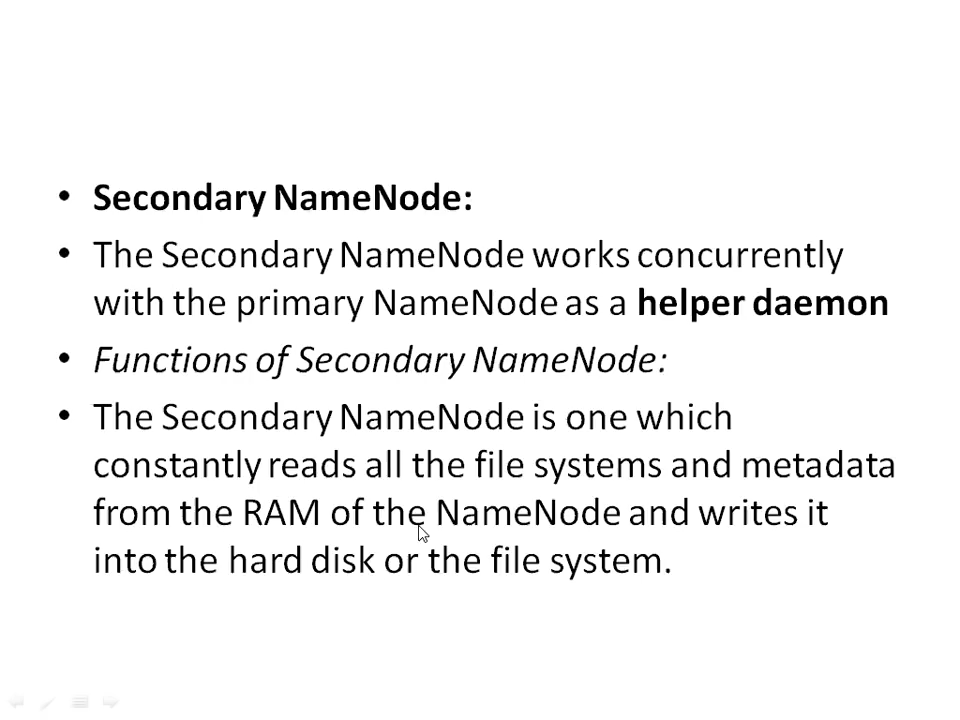 • Secondary NameNode:
• The Secondary NameNode works concurrently
with the primary NameNode as a helper daemon
• Functions of Secondary NameNode:
• The Secondary NameNode is one which
constantly reads all the file systems and metadata
from the RAM of the NameNode and writes it
into the hard disk or the file system.